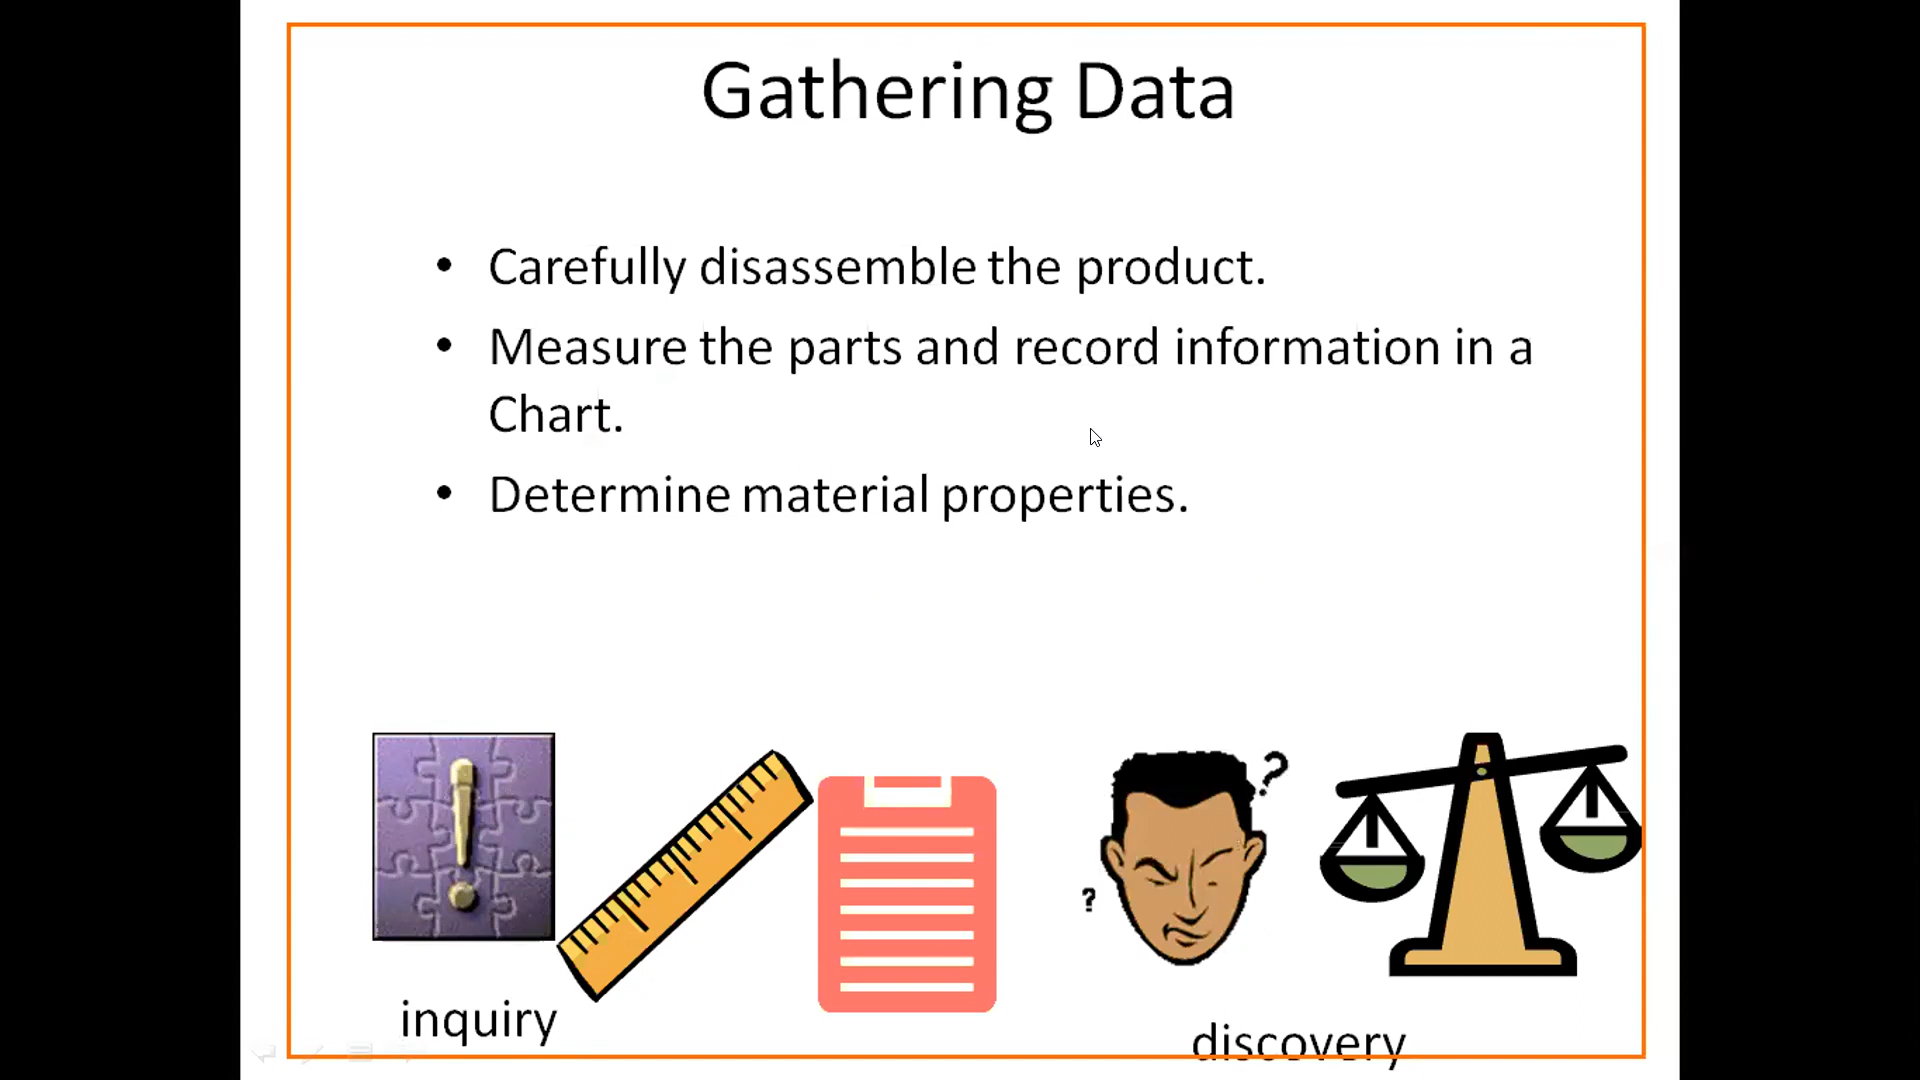 Gathering Data
• Carefully disassemble the product.
• Measure the parts and record information in a
Chart.
• Determine material properties.
?
?
inquiry
discovery